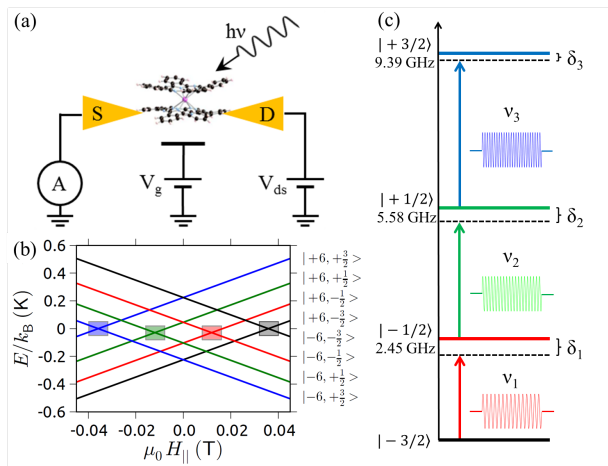 (a)
hν
S
D
A
V_g
V_ds
(b)
E/k_B (K)
0.6
0.4
0.2
0
-0.2
-0.4
-0.6
-0.04
-0.02
0.0
0.02
0.04
μ_0 H_|| (T)
|+6, +3/2>
|+6, +1/2>
|+6, -1/2>
|+6, -3/2>
|-6, -3/2>
|-6, -1/2>
|-6, +1/2>
|-6, +3/2>
(c)
|+3/2⟩
9.39 GHz
δ_3
ν_3
|+1/2⟩
5.58 GHz
δ_2
ν_2
|-1/2⟩
2.45 GHz
δ_1
ν_1
|-3/2⟩